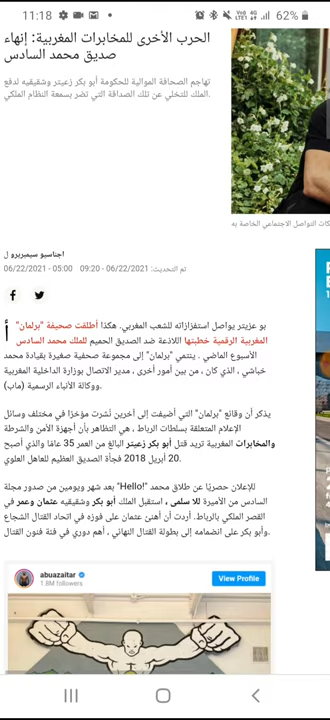 11:18
62%
الحرب الأخرى للمخابرات المغربية: إنهاء
صديق محمد السادس
تهاجم الصحافة الموالية للحكومة أبو بكر زعيتر وشقيقيه لدفع
الملك للتخلي عن تلك الصداقة التي تضر بسمعة النظام الملكي.
كات التواصل الاجتماعي الخاصة به
اجناسيو سيمبريرو ل
تم التحديث: 06/22/2021- 09:20 06/22/2021 - 05:00
أ بو عزيتر يواصل استفزازاته للشعب المغربي. هكذا أطلقت صحيفة "برلمان"
المغربية الرقمية خطبتها اللاذعة ضد الصديق الحميم للملك محمد السادس
الأسبوع الماضي . ينتمي "برلمان" إلى مجموعة صحفية صغيرة بقيادة محمد
خباشي ، الذي كان ، من بين أمور أخرى ، مدير الاتصال بوزارة الداخلية المغربية
ووكالة الأنباء الرسمية (ماب).
يذكر أن وقائع "برلمان" التي أضيفت إلى آخرين نُشرت مؤخرًا في مختلف وسائل
الإعلام المتعلقة بسلطات الرباط ، هي التظاهر بأن أجهزة الأمن والشرطة
والمخابرات المغربية تريد قتل أبو بكر زعيتر البالغ من العمر 35 عامًا والذي أصبح
20 أبريل 2018 فجأة الصديق العظيم للعاهل العلوي.
للإعلان حصريًا عن طلاق محمد "Hello!" بعد شهر ويومين من صدور مجلة
السادس من الأميرة للا سلمى ، استقبل الملك أبو بكر وشقيقيه عثمان وعمر في
القصر الملكي بالرباط. أردت أن أهنئ عثمان على فوزه في اتحاد القتال الشجاع
وأبو بكر على انضمامه إلى بطولة القتال النهائي ، أهم دوري في فئة فنون القتال.
abuazaitar
1.8M followers
View Profile